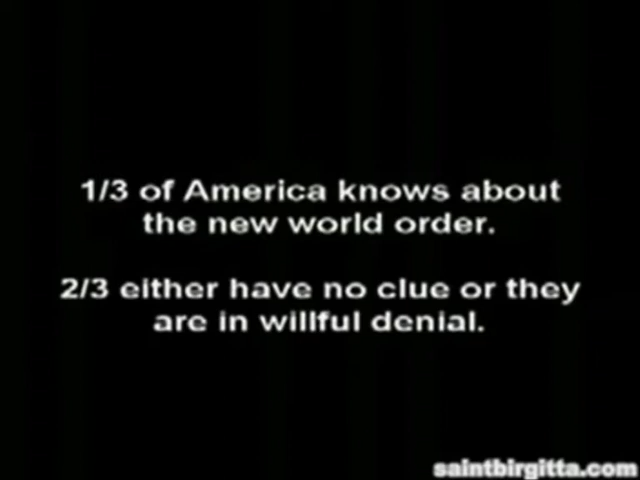 1/3 of America knows about
the new world order.
2/3 either have no clue or they
are in willful denial.
saintbirgitta.com